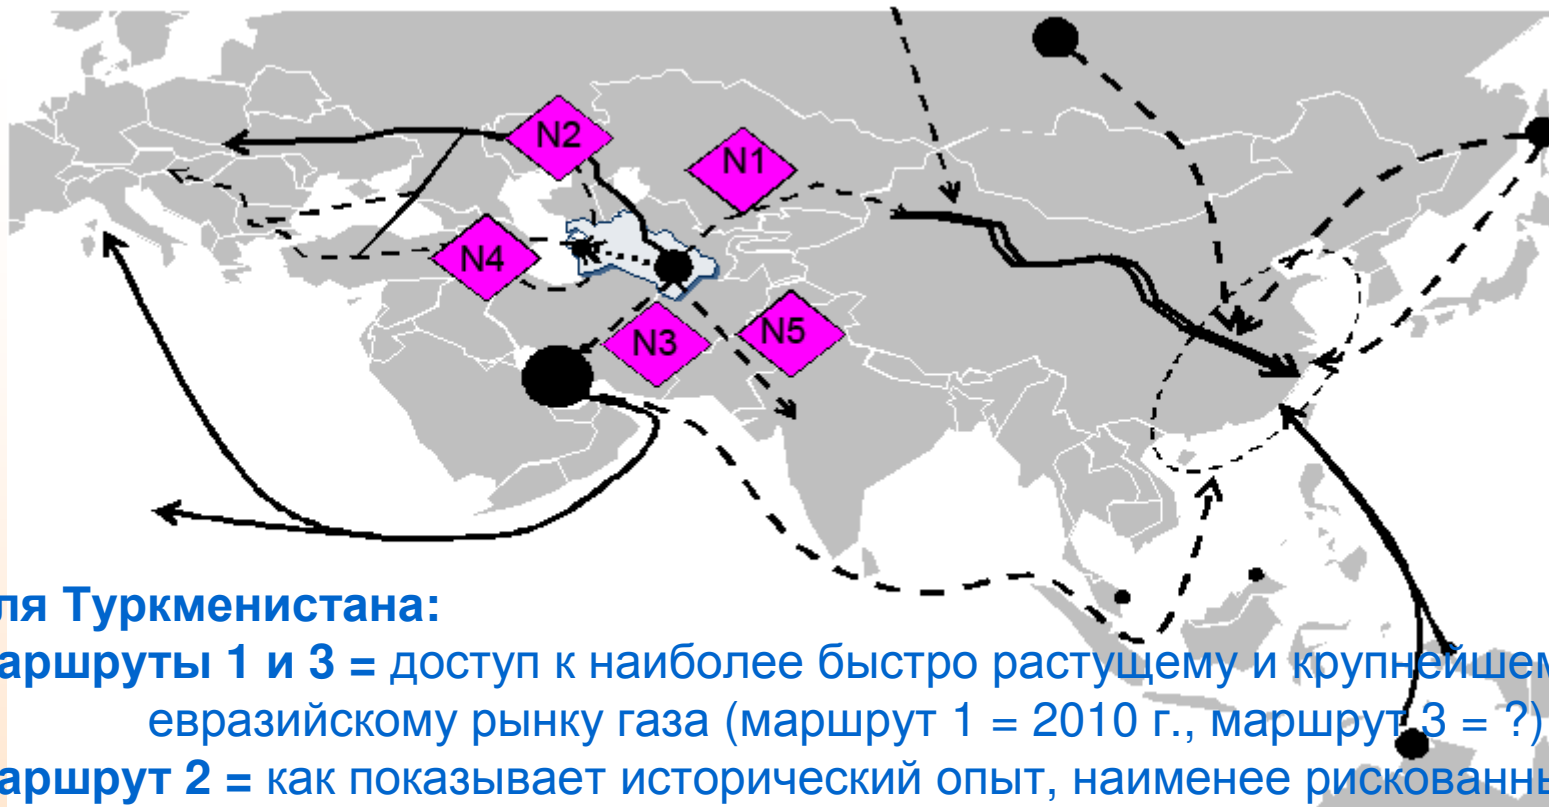 N2
N1
N4
N3
N5
ля Туркменистана:
аршруты 1 и 3 = доступ к наиболее быстро растущему и крупнейшем
евразийскому рынку газа (маршрут 1 = 2010 г., маршрут 3 = ?)
аршрут 2 = как показывает исторический опыт, наименее рискованны